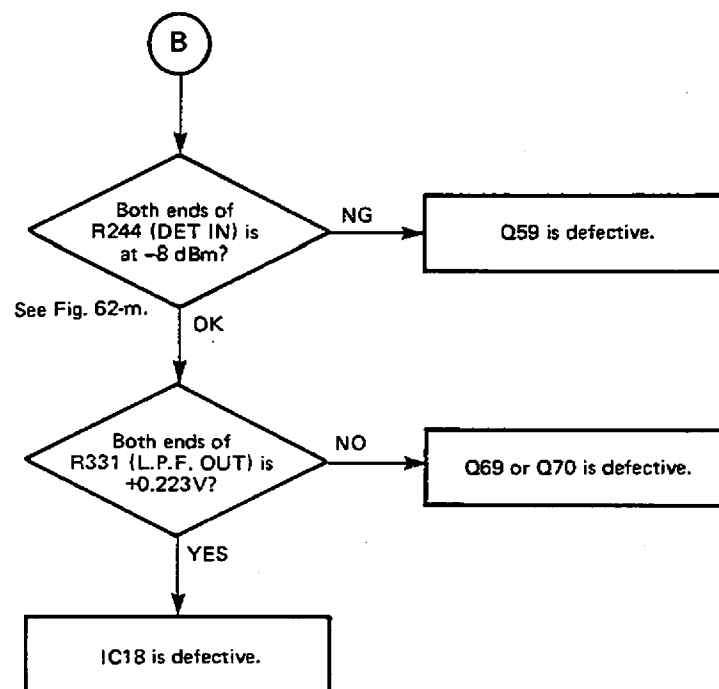 B
Both ends of
R244 (DET IN) is
at −8 dBm?
NG
Q59 is defective.
See Fig. 62-m.
OK
Both ends of
R331 (L.P.F. OUT) is
+0.223V?
NO
Q69 or Q70 is defective.
YES
IC18 is defective.